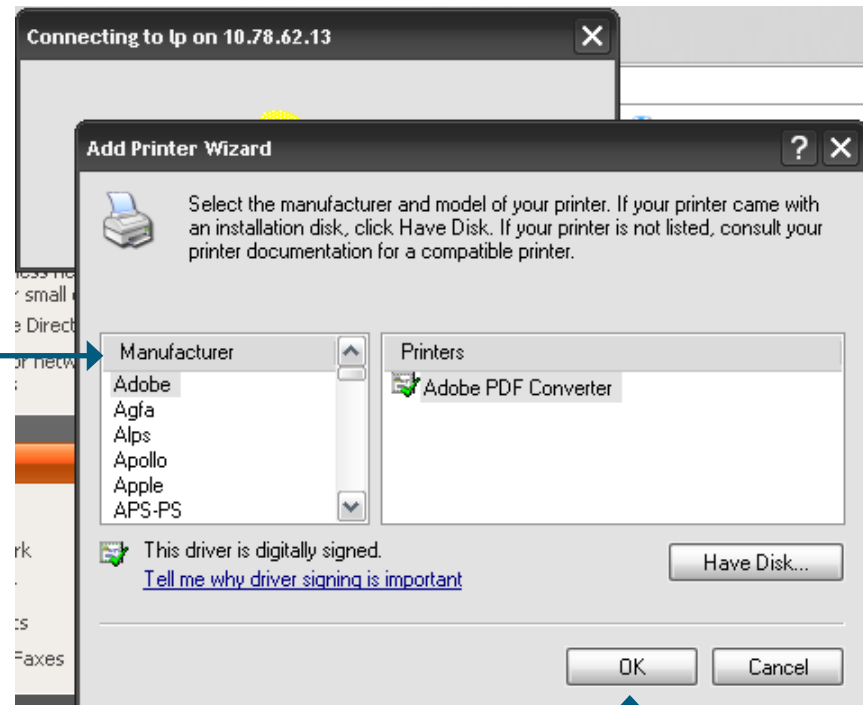 Connecting to lp on 10.78.62.13
Add Printer Wizard
Select the manufacturer and model of your printer. If your printer came with
an installation disk, click Have Disk. If your printer is not listed, consult your
printer documentation for a compatible printer.
small
Direct
Manufacturer
Printers
Adobe
Adobe PDF Converter
Agfa
Alps
Apollo
Apple
APS-PS
This driver is digitally signed.
Tell me why driver signing is important
Have Disk...
Faxes
OK
Cancel